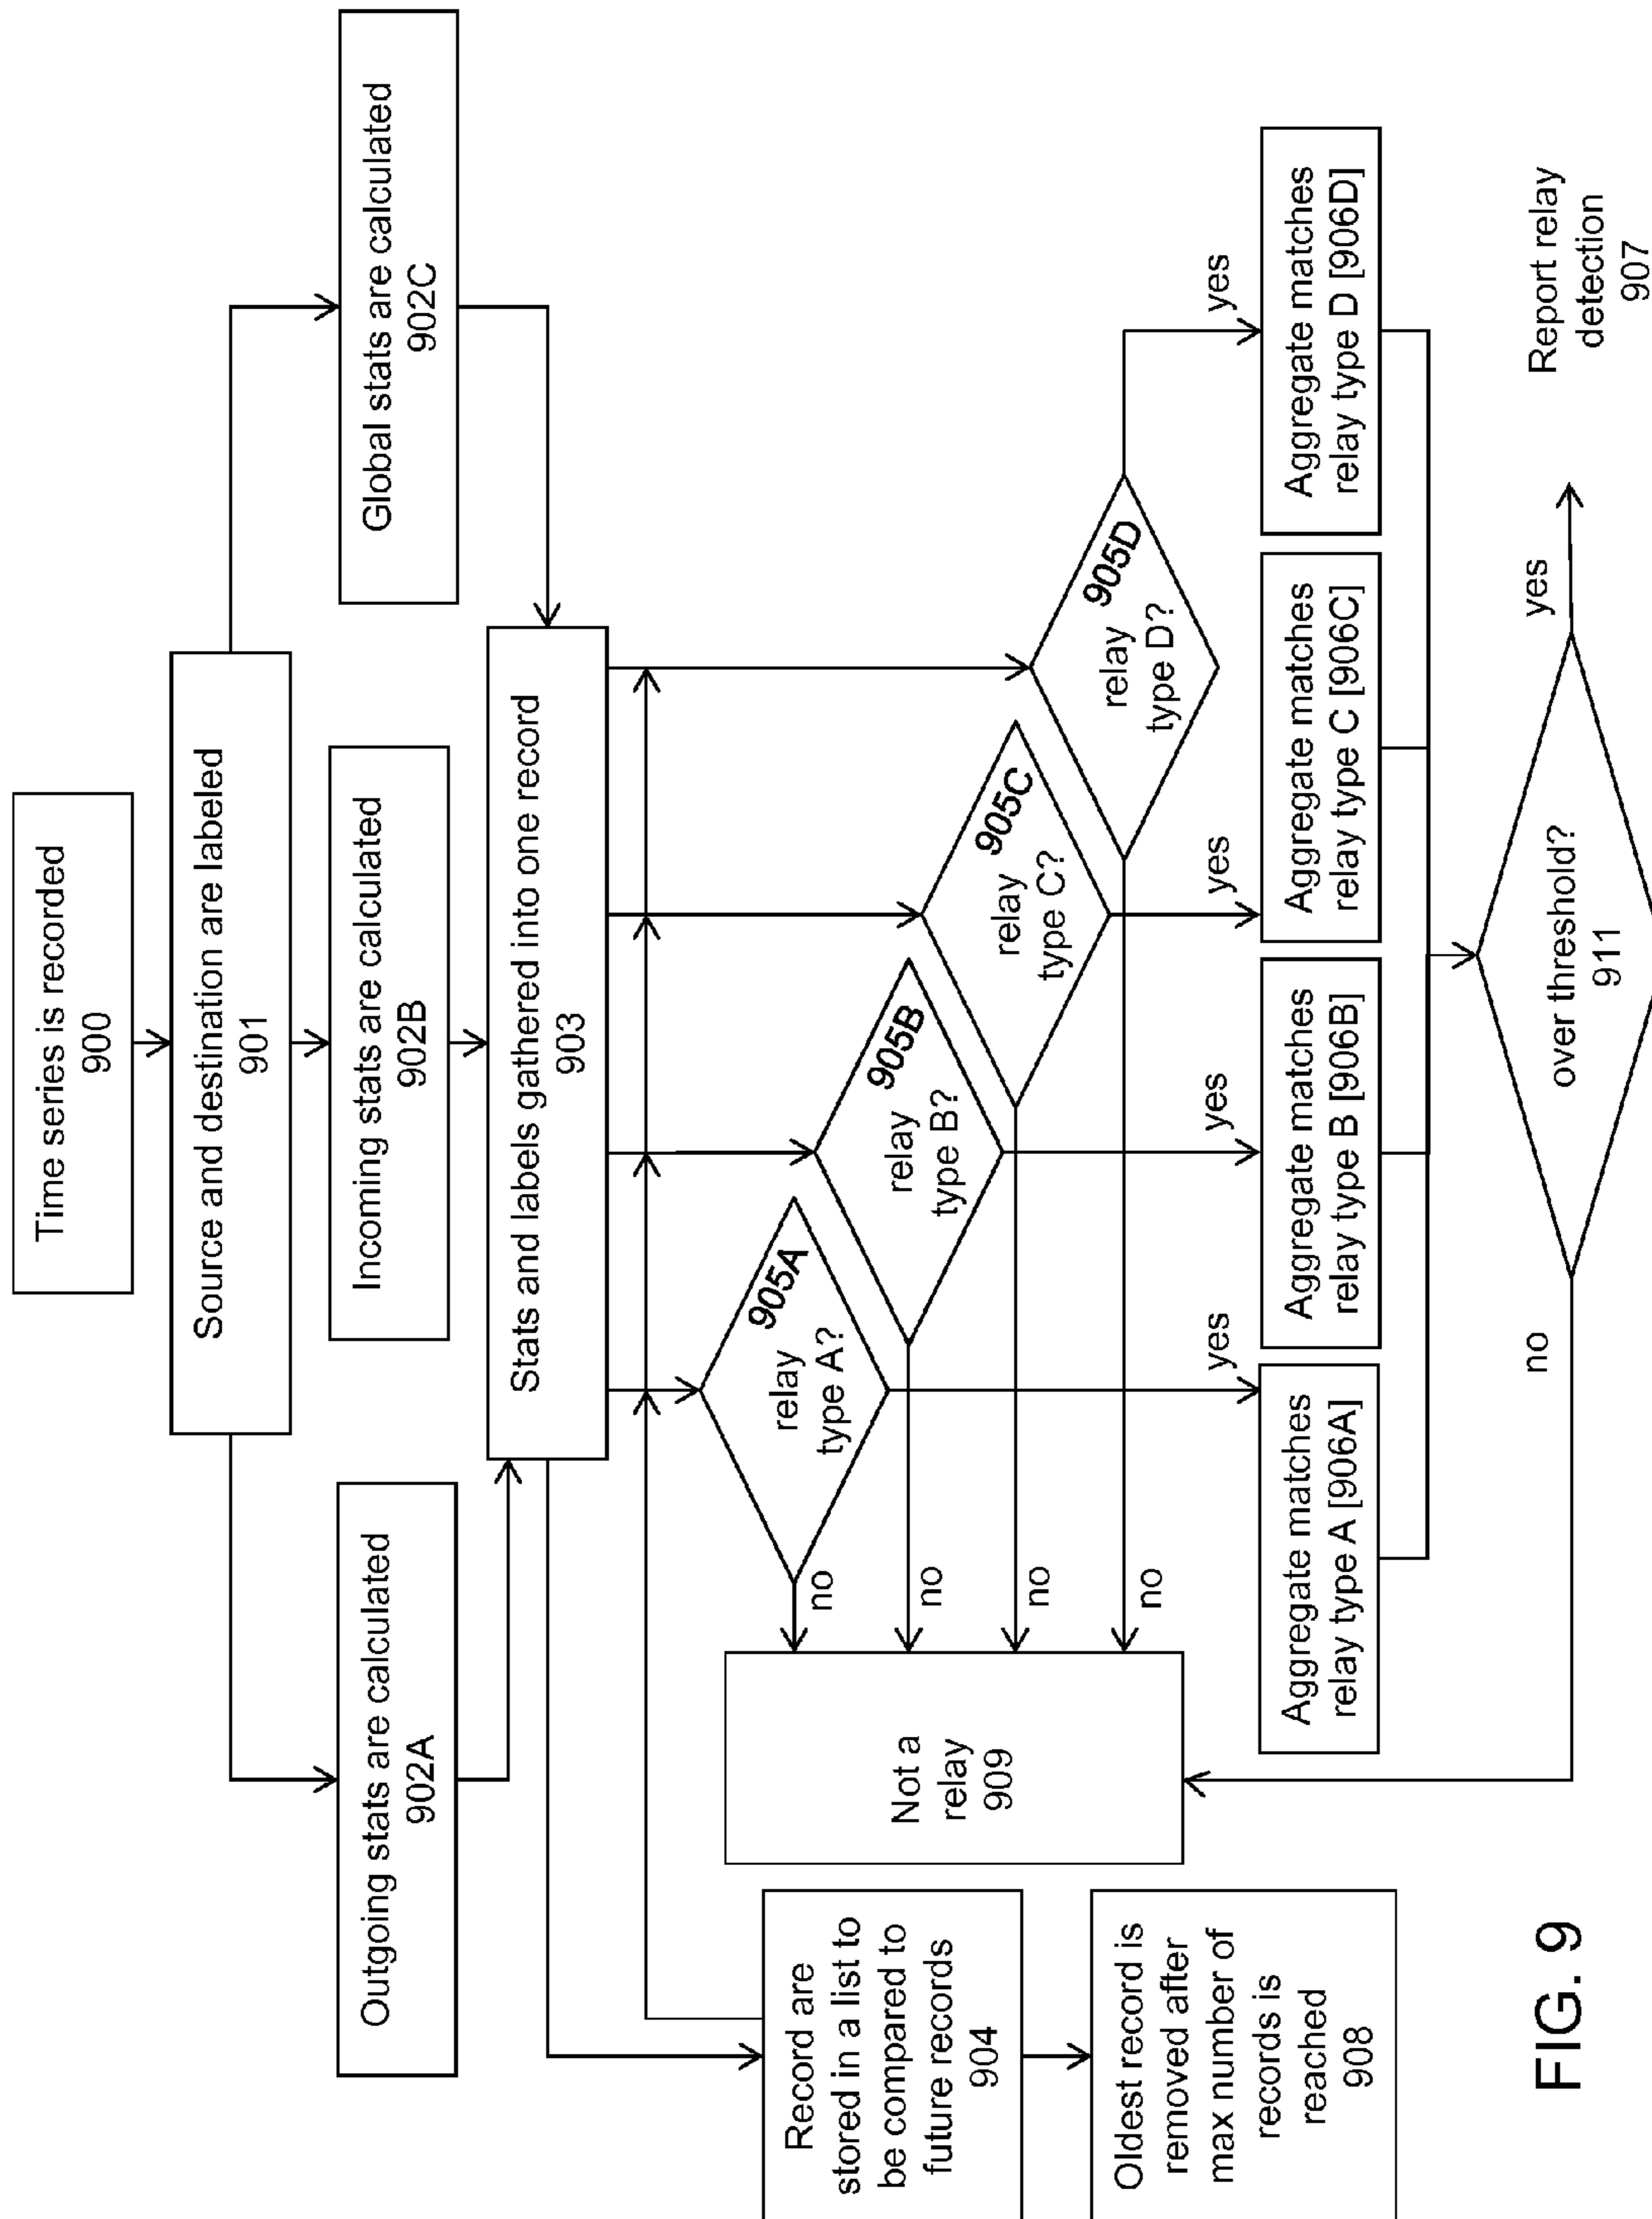 Time series is recorded
900
Source and destination are labeled
901
Outgoing stats are calculated
902A
Incoming stats are calculated
902B
Global stats are calculated
902C
Stats and labels gathered into one record
903
Record are
stored in a list to
be compared to
future records
904
Oldest record is
removed after
max number of
records is
reached
908
Not a
relay
909
905A
relay
type A?
905B
relay
type B?
905C
relay
type C?
905D
relay
type D?
no
no
no
no
yes
yes
yes
yes
Aggregate matches
relay type A [906A]
Aggregate matches
relay type B [906B]
Aggregate matches
relay type C [906C]
Aggregate matches
relay type D [906D]
no
over threshold?
911
yes
Report relay
detection
907
FIG. 9